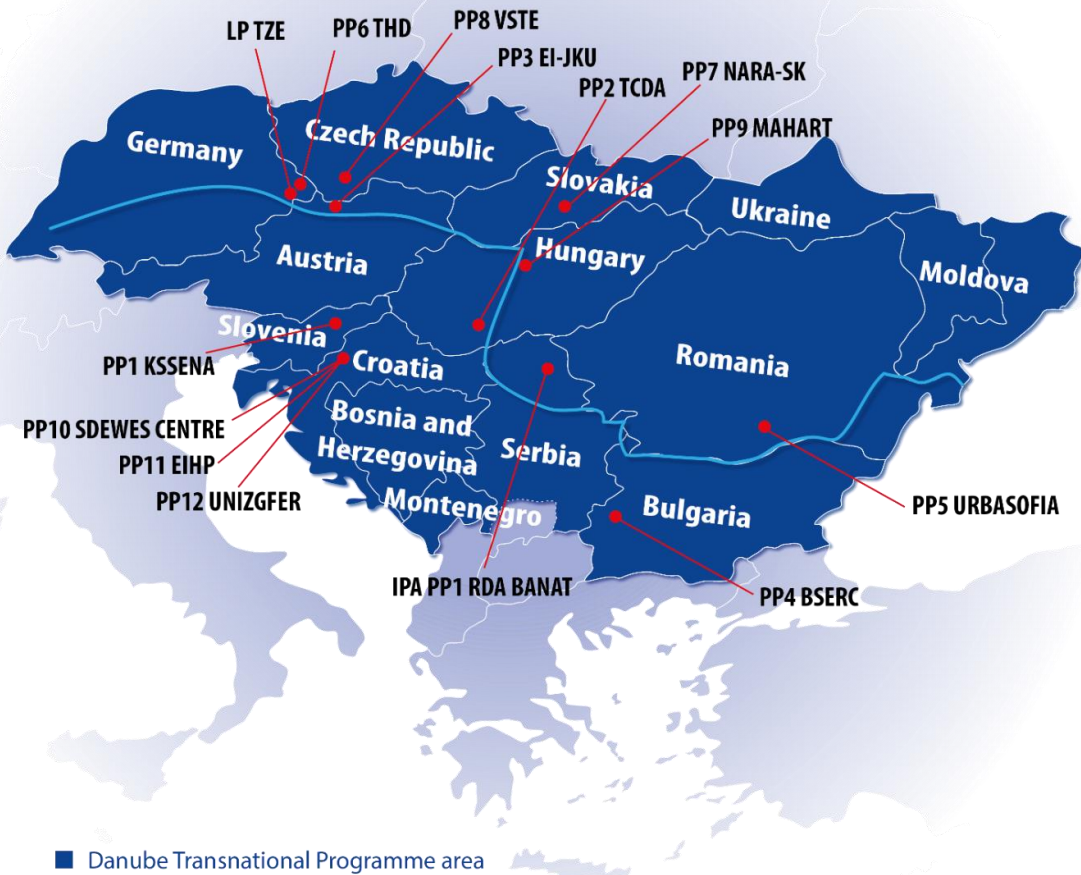 LP TZE
PP6 THD
PP8 VSTE
PP3 EI-JKU
PP2 TCDA
PP7 NARA-SK
PP9 MAHART
Germany
Czech Republic
Slovakia
Ukraine
Austria
Hungary
Moldova
Slovenia
PP1 KSSENA
Croatia
Romania
PP10 SDEWES CENTRE
PP11 EIHP
PP12 UNIZGFER
Bosnia and
Herzegovina
Serbia
Montenegro
Bulgaria
PP5 URBASOFIA
IPA PP1 RDA BANAT
PP4 BSERC
Danube Transnational Programme area